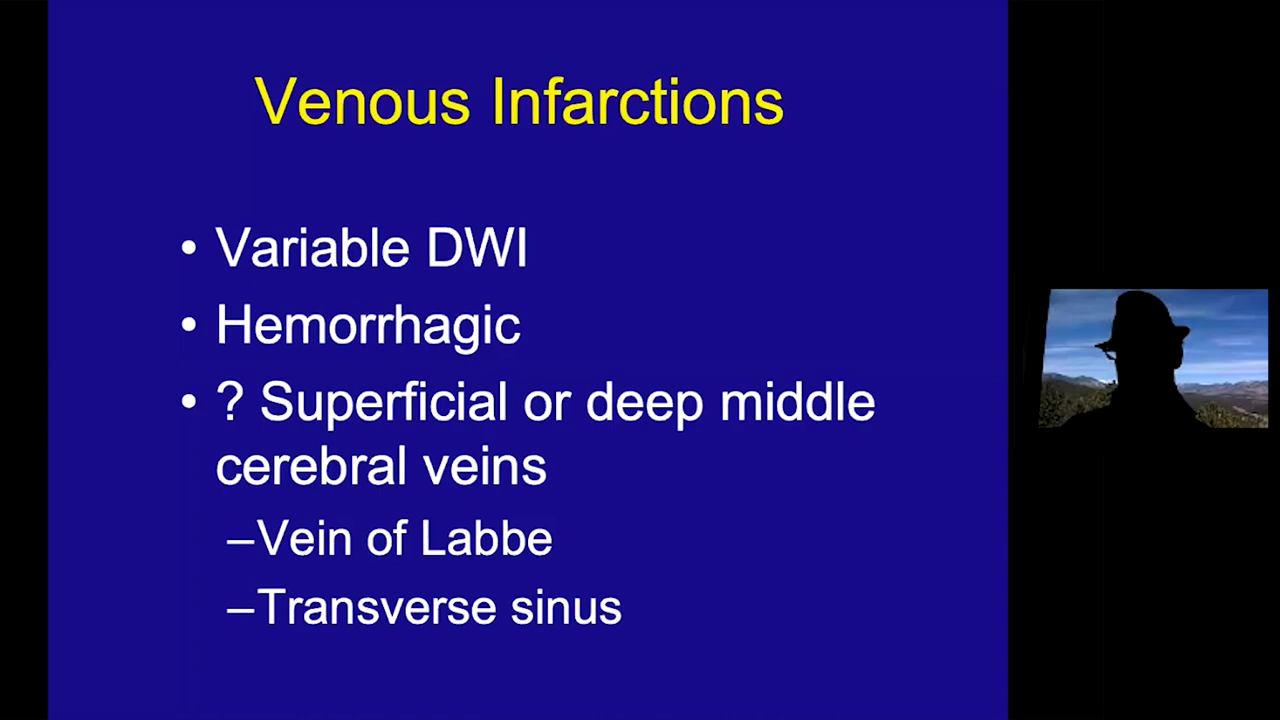 Venous Infarctions
• Variable DWI
• Hemorrhagic
• ? Superficial or deep middle
cerebral veins
–Vein of Labbe
–Transverse sinus